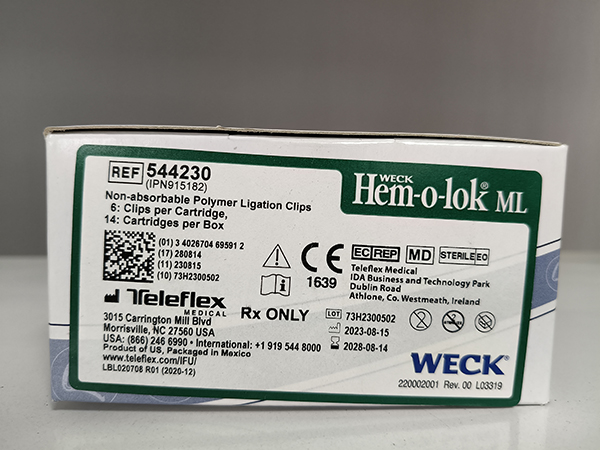 WECK
Hem-o-lok® ML
REF 544230
(IPN915182)
Non-absorbable Polymer Ligation Clips
6: Clips per Cartridge,
14: Cartridges per Box
(01) 3 4026704 69591 2
(17) 280814
(11) 230815
(10) 73H2300502
CE
1639
EC REP MD STERILE EO
Teleflex Medical
IDA Business and Technology Park
Dublin Road
Athlone, Co. Westmeath, Ireland
Teleflex
MEDICAL
Rx ONLY
3015 Carrington Mill Blvd
Morrisville, NC 27560 USA
USA: (866) 246 6990 • International: +1 919 544 8000
Product of US, Packaged in Mexico
www.teleflex.com/IFU/
LBL020708 R01 (2020-12)
LOT 73H2300502
2023-08-15
2028-08-14
2
WECK®
220002001 Rev. 00 L03319